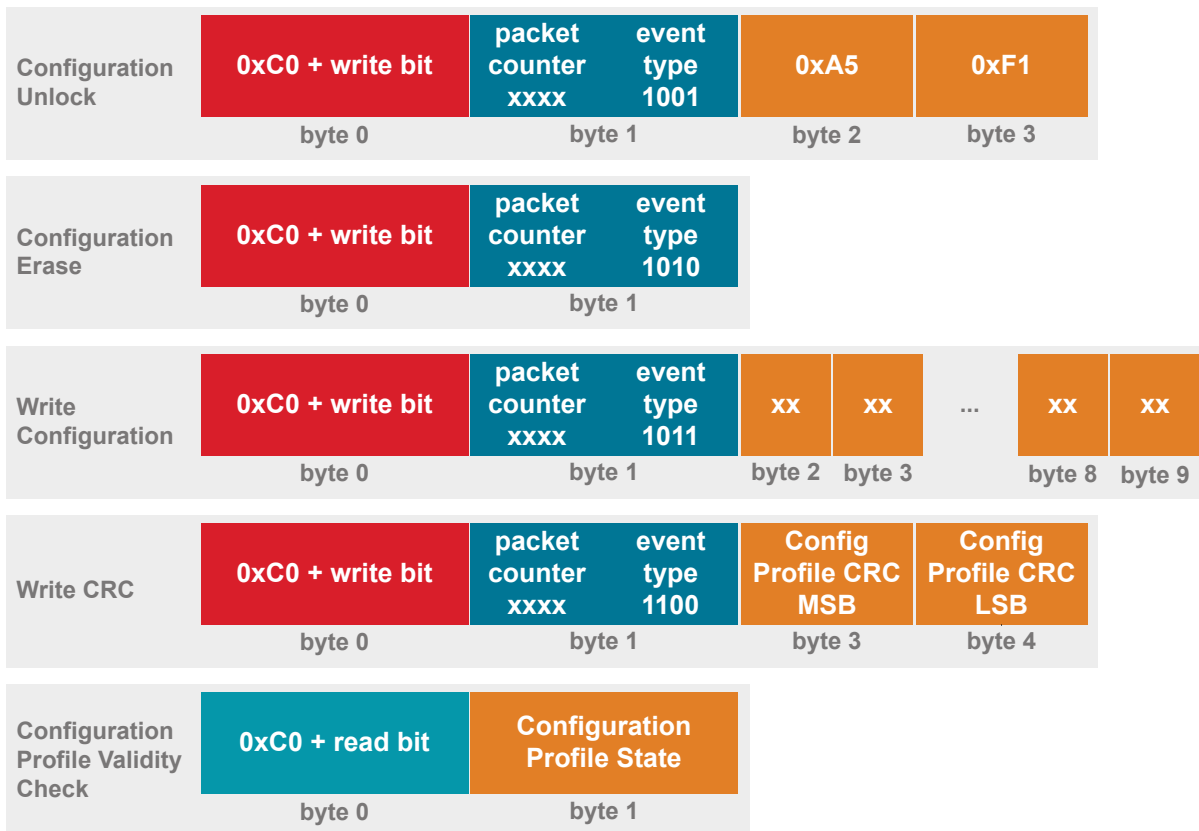 Configuration
Unlock
0xC0 + write bit
packet event
counter type
xxxx 1001
0xA5
0xF1
byte 0
byte 1
byte 2
byte 3
Configuration
Erase
0xC0 + write bit
packet event
counter type
xxxx 1010
byte 0
byte 1
Write
Configuration
0xC0 + write bit
packet event
counter type
xxxx 1011
xx
xx
...
xx
xx
byte 0
byte 1
byte 2
byte 3
byte 8
byte 9
Write CRC
0xC0 + write bit
packet event
counter type
xxxx 1100
Config
Profile CRC
MSB
Config
Profile CRC
LSB
byte 0
byte 1
byte 3
byte 4
Configuration
Profile Validity
Check
0xC0 + read bit
Configuration
Profile State
byte 0
byte 1